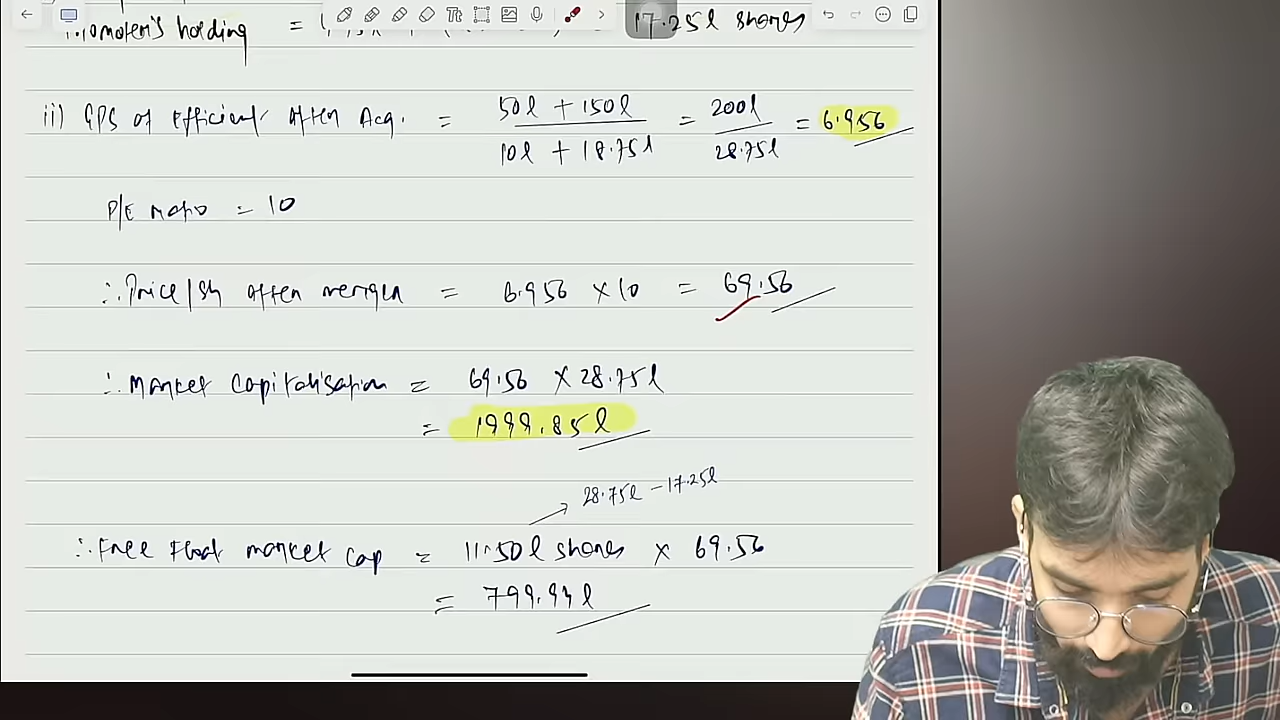 holding = 17.25l shares
ii) EPS of Efficient After Acq. = 50l + 150l / 10l + 18.75l = 200l / 28.75l = 6.956
P/E ratio = 10
∴ Price/sh after merger = 6.956 × 10 = 69.56
∴ Market capitalisation = 69.56 × 28.75l
= 1999.85l
28.75l - 17.25l
∴ Free Float market cap = 11.50l shares × 69.56
= 799.94l